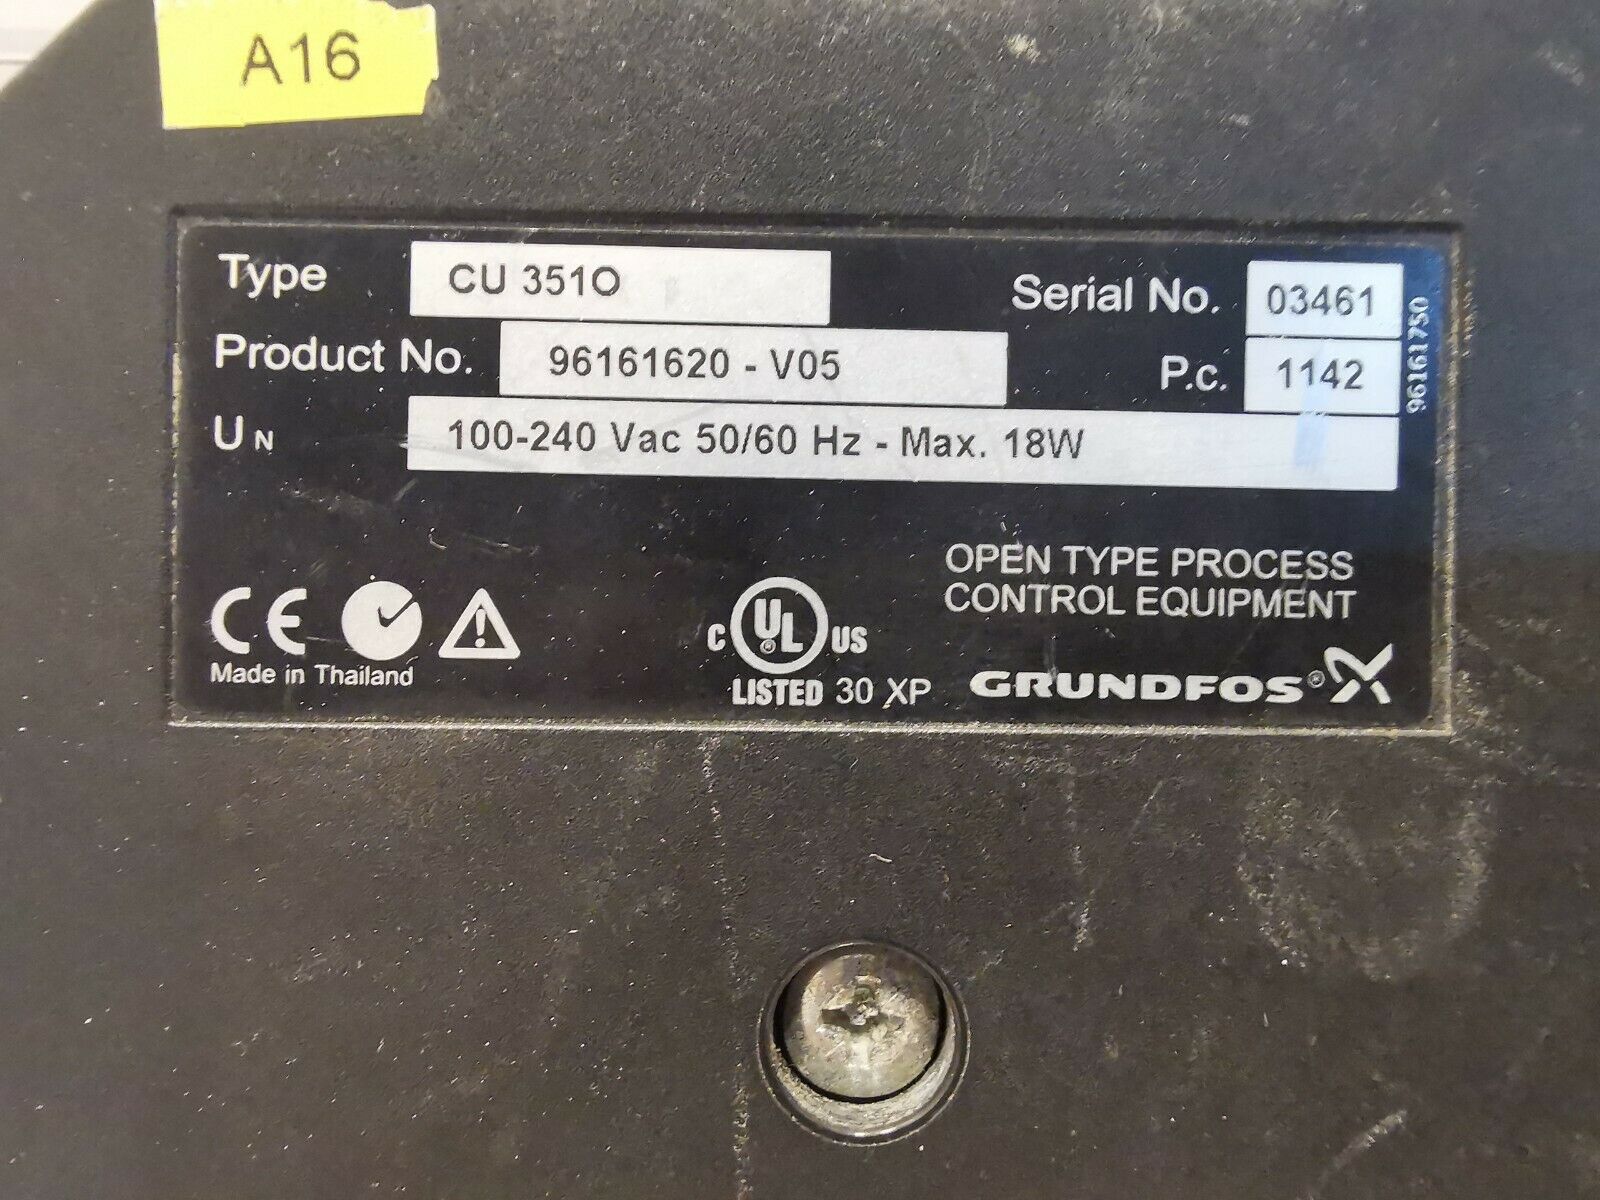 A16
Type CU 351O Serial No. 03461
Product No. 96161620 - V05 P.c. 1142
96161750
UN 100-240 Vac 50/60 Hz - Max. 18W
OPEN TYPE PROCESS
CONTROL EQUIPMENT
CE C UL® US
Made in Thailand LISTED 30 XP GRUNDFOS®